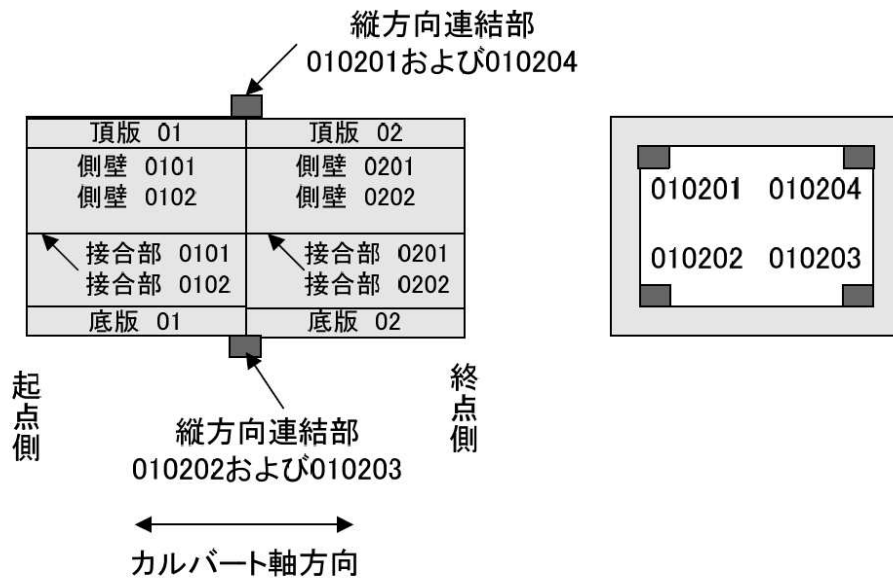 縦方向連結部
010201および010204
頂版 01
頂版 02
側壁 0101
側壁 0102
側壁 0201
側壁 0202
接合部 0101
接合部 0102
接合部 0201
接合部 0202
底版 01
底版 02
010201 010204
010202 010203
起点側
終点側
縦方向連結部
010202および010203
カルバート軸方向